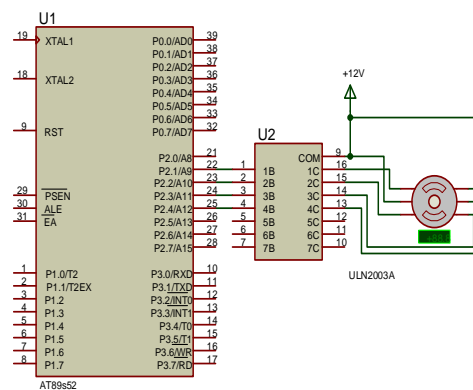 U1
19 XTAL1 P0.0/AD0 39
P0.1/AD1 38
P0.2/AD2 37
18 XTAL2 P0.3/AD3 36
P0.4/AD4 35
P0.5/AD5 34
P0.6/AD6 33
9 RST P0.7/AD7 32
P2.0/A8 21
P2.1/A9 22
P2.2/A10 23
29 PSEN P2.3/A11 24
30 ALE P2.4/A12 25
31 EA P2.5/A13 26
P2.6/A14 27
P2.7/A15 28
1 P1.0/T2 P3.0/RXD 10
2 P1.1/T2EX P3.1/TXD 11
3 P1.2 P3.2/INT0 12
4 P1.3 P3.3/INT1 13
5 P1.4 P3.4/T0 14
6 P1.5 P3.5/T1 15
7 P1.6 P3.6/WR 16
8 P1.7 P3.7/RD 17
AT89s52
+12V
U2
COM 9
1 1B 1C 16
2 2B 2C 15
3 3B 3C 14
4 4B 4C 13
5 5B 5C 12
6 6B 6C 11
7 7B 7C 10
ULN2003A